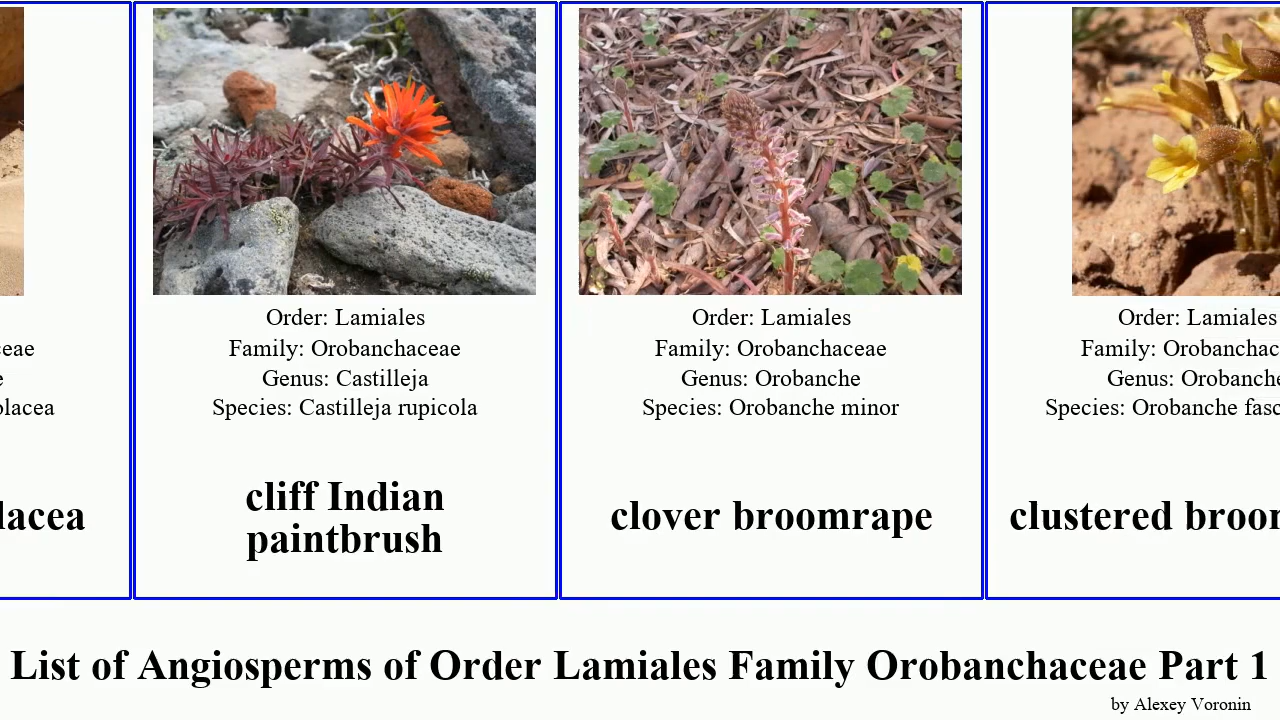 ceae
e
olacea
lacea
Order: Lamiales
Family: Orobanchaceae
Genus: Castilleja
Species: Castilleja rupicola
cliff Indian
paintbrush
Order: Lamiales
Family: Orobanchaceae
Genus: Orobanche
Species: Orobanche minor
clover broomrape
Order: Lamiales
Family: Orobanchac
Genus: Orobanche
Species: Orobanche fasc
clustered broom
List of Angiosperms of Order Lamiales Family Orobanchaceae Part 1
by Alexey Voronin